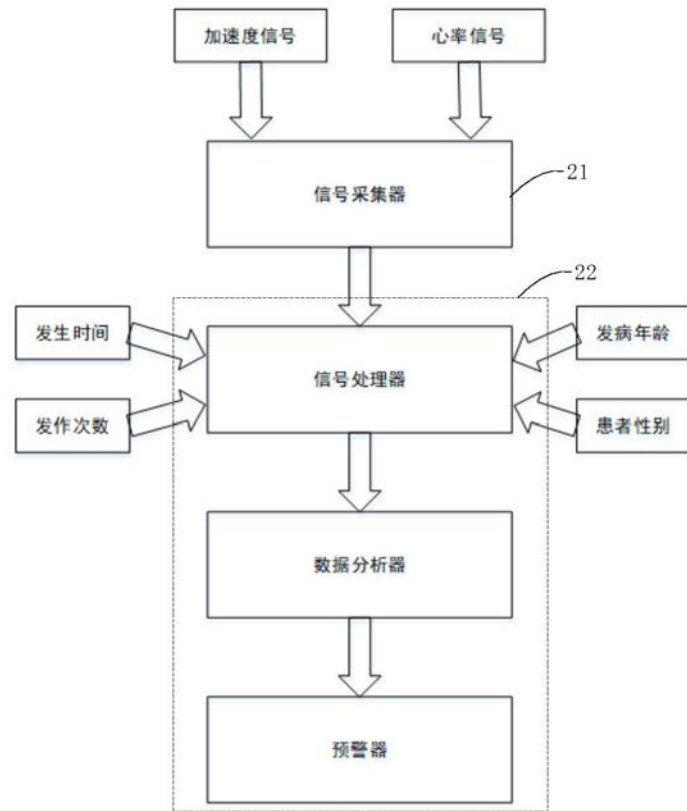 加速度信号
心率信号
信号采集器
21
22
发生时间
发病年龄
信号处理器
发作次数
患者性别
数据分析器
预警器